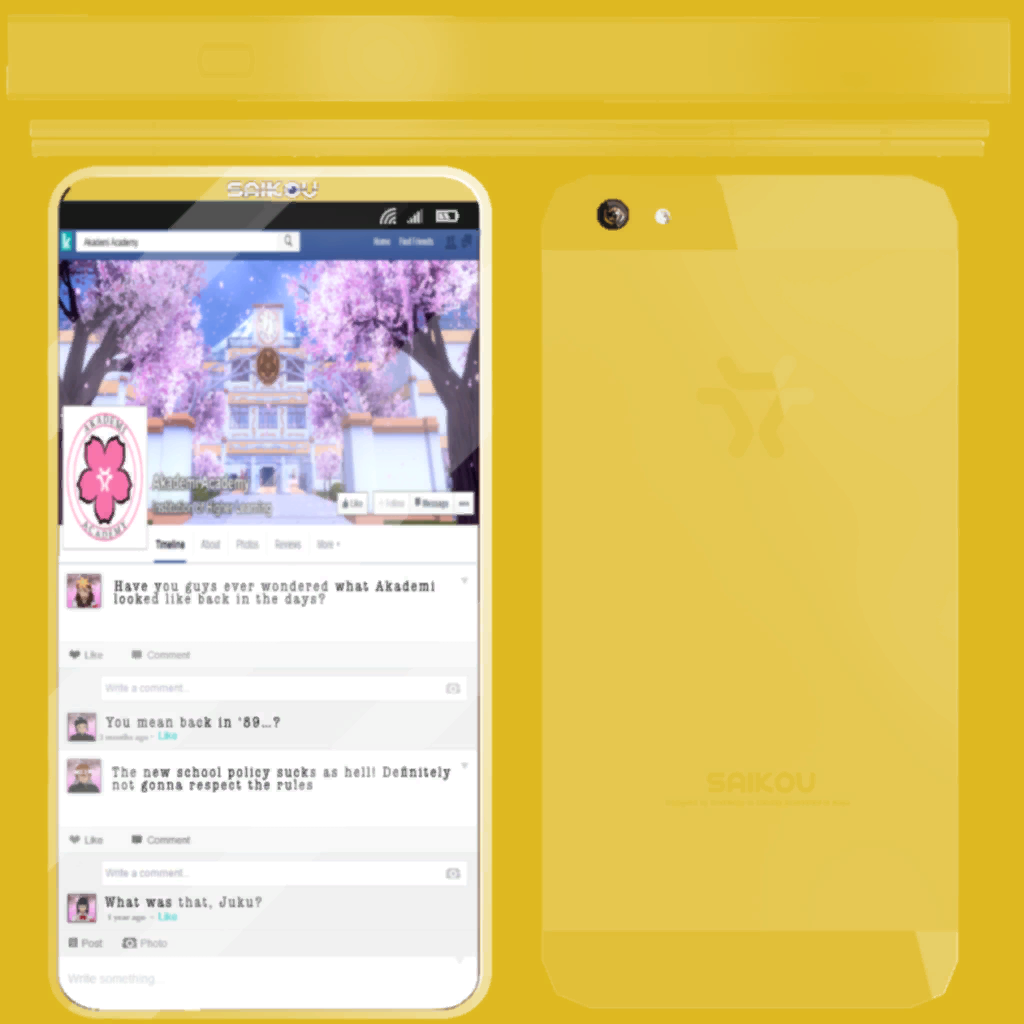 SAIKOU
k
Akademi Academy
Home Find Friends
AKADEMI
ACADEMY
Akademi Academy
Institution of Higher Learning
Like Follow Message
Timeline About Photos Reviews More
Have you guys ever wondered what Akademi
looked like back in the days?
Like Comment
Write a comment...
You mean back in '89...?
3 months ago - Like
The new school policy sucks as hell! Definitely
not gonna respect the rules
Like Comment
Write a comment...
What was that, Juku?
1 year ago - Like
Post Photo
Write something...
SAIKOU